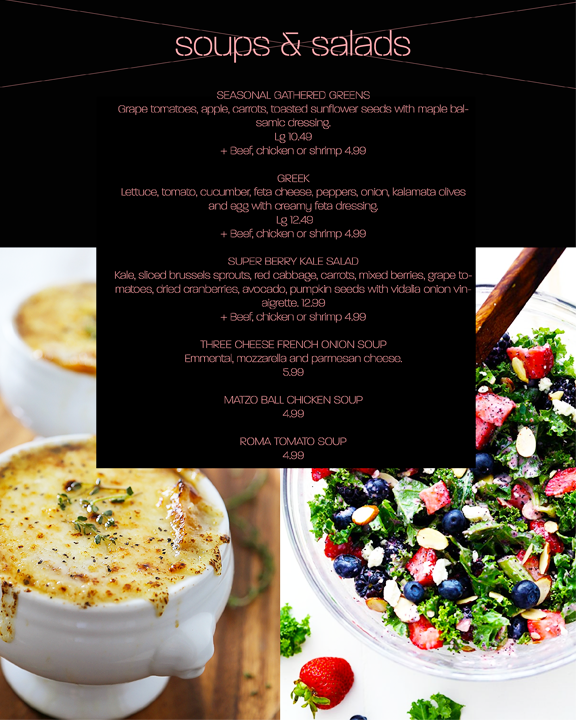 soups & salads
SEASONAL GATHERED GREENS
Grape tomatoes, apple, carrots, toasted sunflower seeds with maple bal-
samic dressing.
Lg 10.49
+ Beef, chicken or shrimp 4.99
GREEK
Lettuce, tomato, cucumber, feta cheese, peppers, onion, kalamata olives
and egg with creamy feta dressing.
Lg 12.49
+ Beef, chicken or shrimp 4.99
SUPER BERRY KALE SALAD
Kale, sliced brussels sprouts, red cabbage, carrots, mixed berries, grape to-
matoes, dried cranberries, avocado, pumpkin seeds with vidalia onion vin-
aigrette. 12.99
+ Beef, chicken or shrimp 4.99
THREE CHEESE FRENCH ONION SOUP
Emmental, mozzarella and parmesan cheese.
5.99
MATZO BALL CHICKEN SOUP
4.99
ROMA TOMATO SOUP
4.99